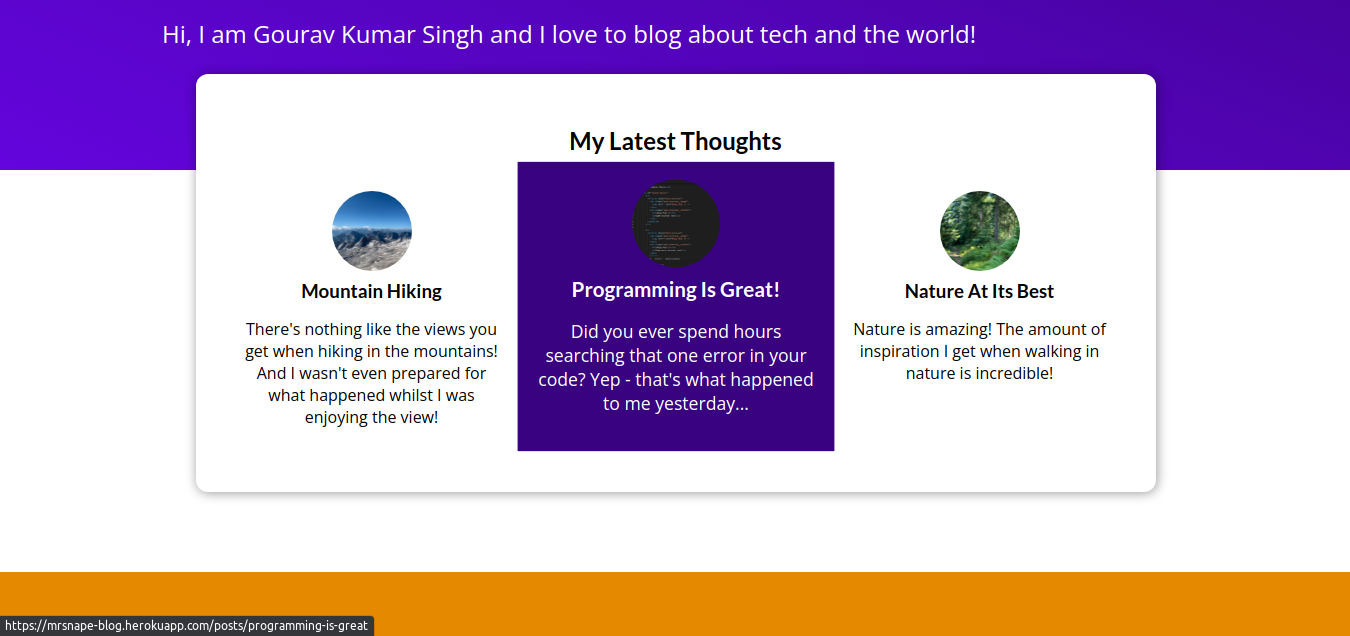 Hi, I am Gourav Kumar Singh and I love to blog about tech and the world!
My Latest Thoughts
Mountain Hiking
There's nothing like the views you
get when hiking in the mountains!
And I wasn't even prepared for
what happened whilst I was
enjoying the view!
Programming Is Great!
Did you ever spend hours
searching that one error in your
code? Yep - that's what happened
to me yesterday...
Nature At Its Best
Nature is amazing! The amount of
inspiration I get when walking in
nature is incredible!
https://mrsnape-blog.herokuapp.com/posts/programming-is-great